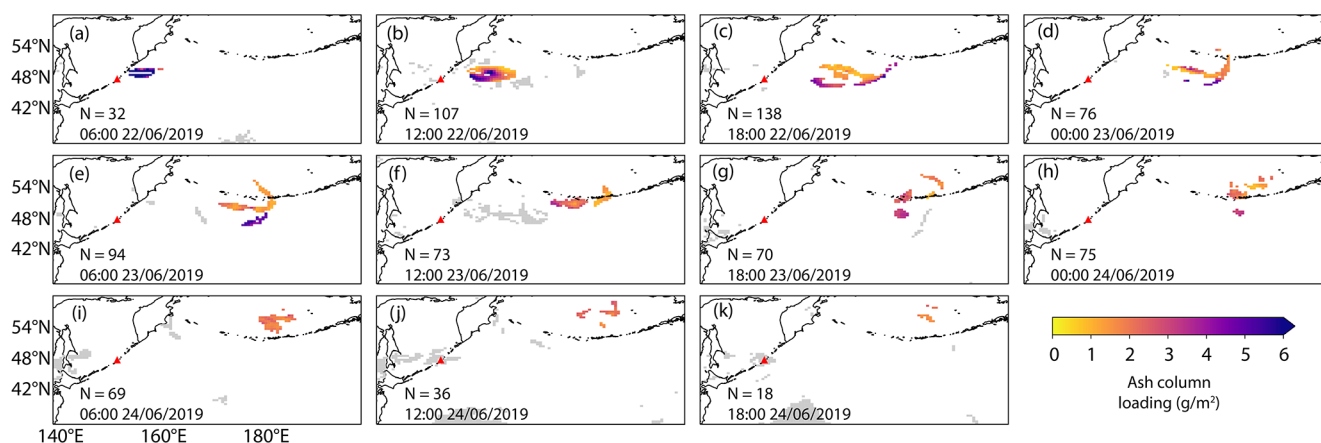 (a)
(b)
(c)
(d)
54°N
48°N
42°N
N = 32
06:00 22/06/2019
N = 107
12:00 22/06/2019
N = 138
18:00 22/06/2019
N = 76
00:00 23/06/2019
(e)
(f)
(g)
(h)
54°N
48°N
42°N
N = 94
06:00 23/06/2019
N = 73
12:00 23/06/2019
N = 70
18:00 23/06/2019
N = 75
00:00 24/06/2019
(i)
(j)
(k)
54°N
48°N
42°N
N = 69
06:00 24/06/2019
N = 36
12:00 24/06/2019
N = 18
18:00 24/06/2019
140°E 160°E 180°E
0 1 2 3 4 5 6
Ash column
loading (g/m²)